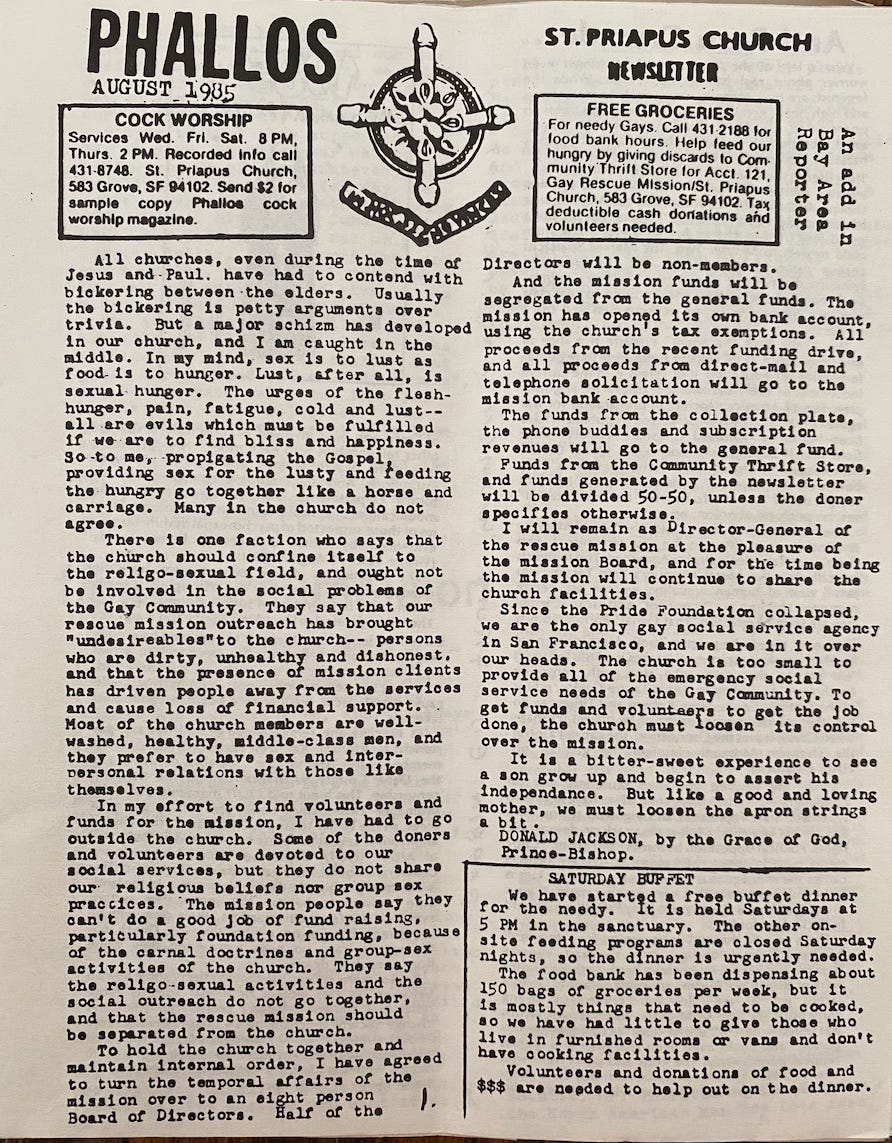 PHALLOS
AUGUST 1985
ST. PRIAPUS CHURCH
NEWSLETTER
COCK WORSHIP
Services Wed. Fri. Sat. 8 PM,
Thurs. 2 PM. Recorded info call
431-8748. St. Priapus Church,
583 Grove, SF 94102. Send $2 for
sample copy Phallos cock
worship magazine.
FREE GROCERIES
For needy Gays. Call 431-2188 for
food bank hours. Help feed our
hungry by giving discards to Com-
munity Thrift Store for Acct. 121,
Gay Rescue Mission/St. Priapus
Church, 583 Grove, SF 94102. Tax
deductible cash donations and
volunteers needed.
An add in
Bay Area
Reporter
All churches, even during the time of
Jesus and Paul. have had to contend with
bickering between the elders. Usually
the bickering is petty arguments over
trivia. But a major schizm has developed
in our church, and I am caught in the
middle. In my mind, sex is to lust as
food is to hunger. Lust, after all, is
sexual hunger. The urges of the flesh-
hunger, pain, fatigue, cold and lust--
all are evils which must be fulfilled
if we are to find bliss and happiness.
So to me, propigating the Gospel,
providing sex for the lusty and feeding
the hungry go together like a horse and
carriage. Many in the church do not
agree.
There is one faction who says that
the church should confine itself to
the religo-sexual field, and ought not
be involved in the social problems of
the Gay Community. They say that our
rescue mission outreach has brought
"undesireables"to the church-- persons
who are dirty, unhealthy and dishonest.
and that the presence of mission clients
has driven people away from the services
and cause loss of financial support.
Most of the church members are well-
washed, healthy, middle-class men, and
they prefer to have sex and inter-
personal relations with those like
themselves.
In my effort to find volunteers and
funds for the mission, I have had to go
outside the church. Some of the doners
and volunteers are devoted to our
social services, but they do not share
our religious beliefs nor group sex
practices. The mission people say they
can't do a good job of fund raising,
particularly foundation funding, because
of the carnal doctrines and group-sex
activities of the church. They say
the religo-sexual activities and the
social outreach do not go together,
and that the rescue mission should
be separated from the church.
To hold the church together and
maintain internal order, I have agreed
to turn the temporal affairs of the
mission over to an eight person
Board of Directors. Half of the
1.
Directors will be non-members.
And the mission funds will be
segregated from the general funds. The
mission has opened its own bank account,
using the church's tax exemptions. All
proceeds from the recent funding drive,
and all proceeds from direct-mail and
telephone solicitation will go to the
mission bank account.
The funds from the collection plate,
the phone buddies and subscription
revenues will go to the general fund.
Funds from the Community Thrift Store,
and funds generated by the newsletter
will be divided 50-50, unless the doner
specifies otherwise.
I will remain as Director-General of
the rescue mission at the pleasure of
the mission Board, and for the time being
the mission will continue to share the
church facilities.
Since the Pride Foundation collapsed,
we are the only gay social service agency
in San Francisco, and we are in it over
our heads. The church is too small to
provide all of the emergency social
service needs of the Gay Community. To
get funds and volunteers to get the job
done, the church must loosen its control
over the mission.
It is a bitter-sweet experience to see
a son grow up and begin to assert his
independance. But like a good and loving
mother, we must loosen the apron strings
a bit.
DONALD JACKSON, by the Grace of God,
Prince-Bishop.
SATURDAY BUFFET
We have started a free buffet dinner
for the needy. It is held Saturdays at
5 PM in the sanctuary. The other on-
site feeding programs are closed Saturday
nights, so the dinner is urgently needed.
The food bank has been dispensing about
150 bags of groceries per week, but it
is mostly things that need to be cooked,
so we have had little to give those who
live in furnished rooms or vans and don't
have cooking facilities.
Volunteers and donations of food and
$$$ are needed to help out on the dinner.